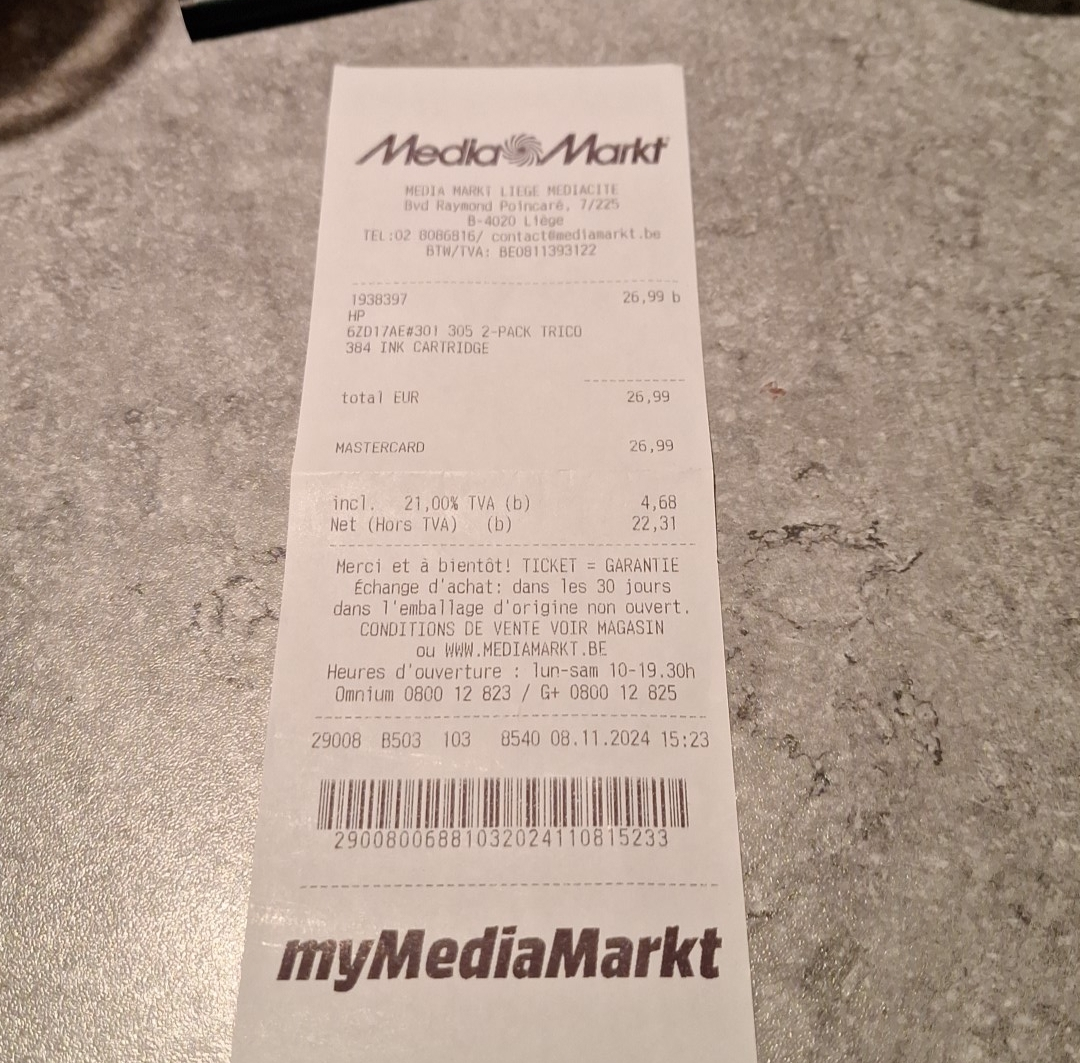 Media Markt
MEDIA MARKT LIEGE MEDIACITE
Bvd Raymond Poincaré, 7/225
B-4020 Liège
TEL:02 8086816/ contact@mediamarkt.be
BTW/TVA: BE0811393122
1938397 26,99 b
HP
6ZD17AE#301 305 2-PACK TRICO
384 INK CARTRIDGE
total EUR 26,99
MASTERCARD 26,99
incl. 21,00% TVA (b) 4,68
Net (Hors TVA) (b) 22,31
Merci et à bientôt! TICKET = GARANTIE
Échange d'achat: dans les 30 jours
dans l'emballage d'origine non ouvert.
CONDITIONS DE VENTE VOIR MAGASIN
ou WWW.MEDIAMARKT.BE
Heures d'ouverture : lun-sam 10-19.30h
Omnium 0800 12 823 / G+ 0800 12 825
29008 B503 103 8540 08.11.2024 15:23
2900800688103202411081523​3
myMediaMarkt